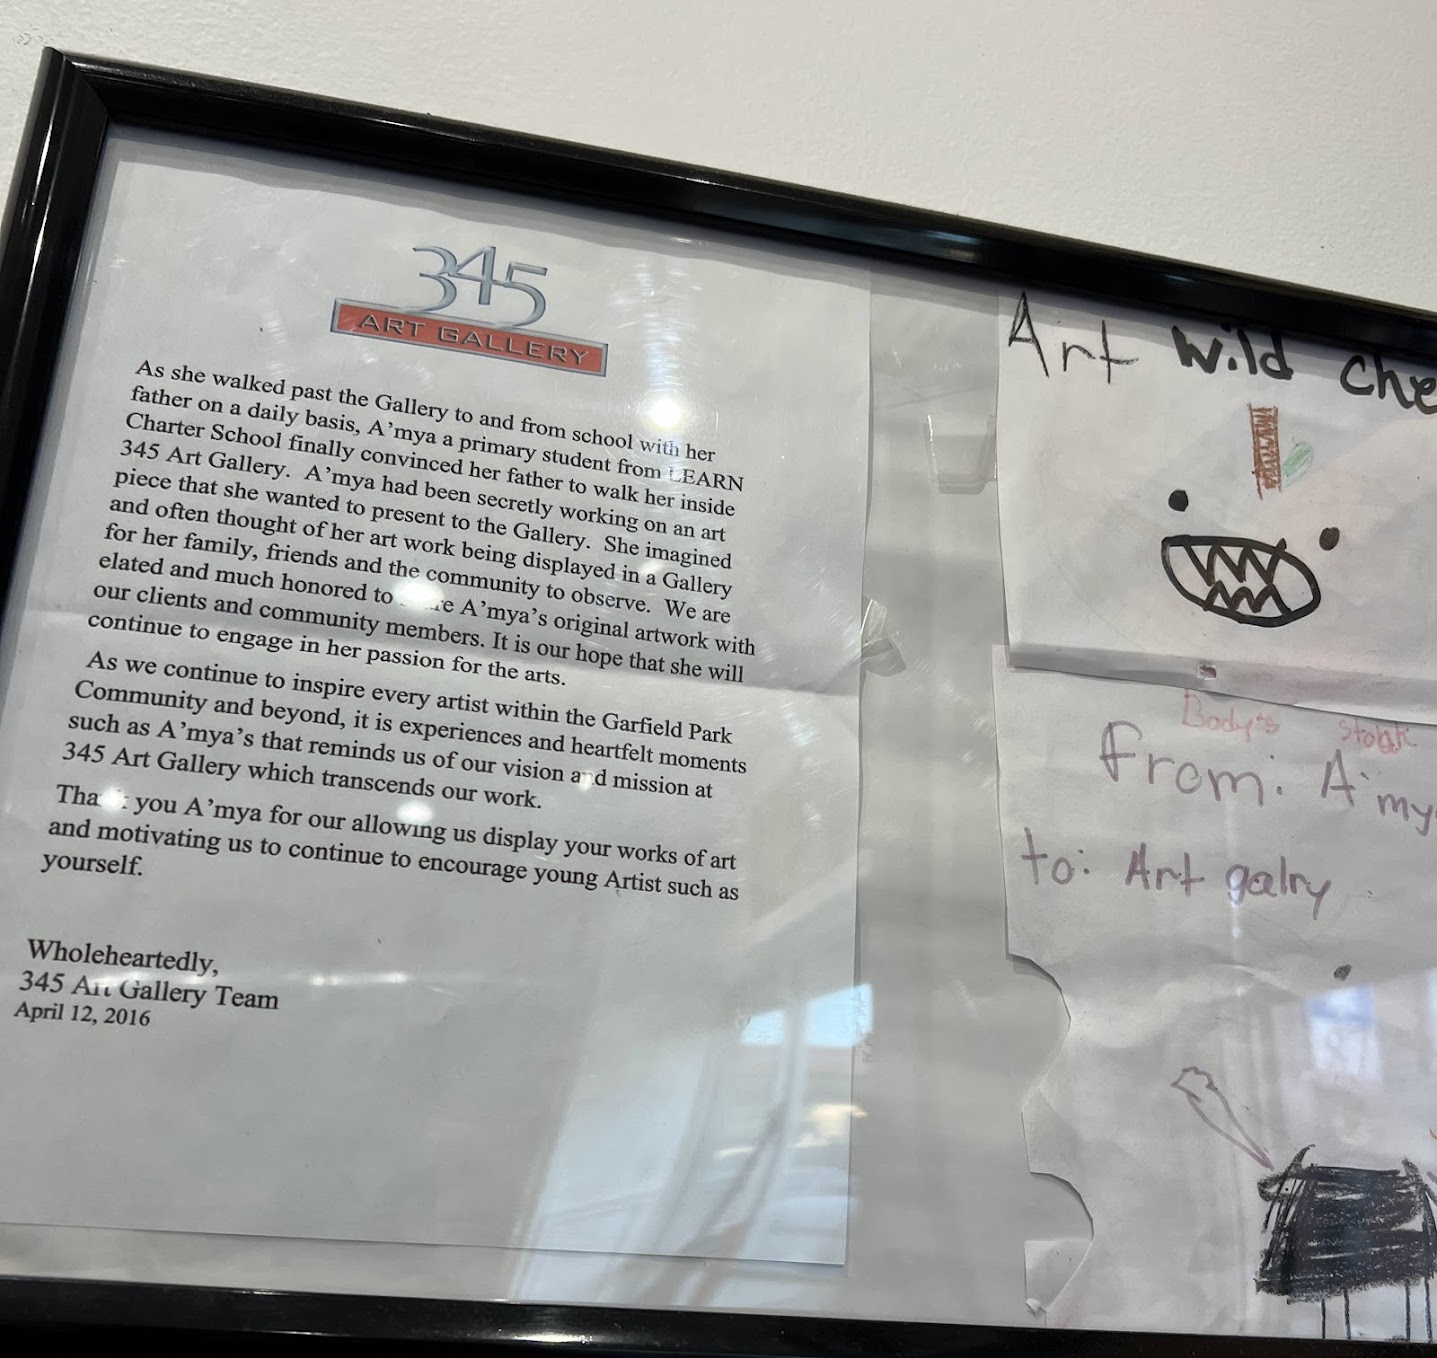 345
ART GALLERY
As she walked past the Gallery to and from school with her
father on a daily basis, A'mya a primary student from LEARN
Charter School finally convinced her father to walk her inside
345 Art Gallery. A'mya had been secretly working on an art
piece that she wanted to present to the Gallery. She imagined
and often thought of her art work being displayed in a Gallery
for her family, friends and the community to observe. We are
elated and much honored to A'mya's original artwork with
our clients and community members. It is our hope that she will
continue to engage in her passion for the arts.
As we continue to inspire every artist within the Garfield Park
Community and beyond, it is experiences and heartfelt moments
such as A'mya's that reminds us of our vision and mission at
345 Art Gallery which transcends our work.
Thank you A'mya for our allowing us display your works of art
and motivating us to continue to encourage young Artist such as
yourself.
Wholeheartedly,
345 Art Gallery Team
April 12, 2016
Art wild che
Body's
From: A'my
to: Art galry